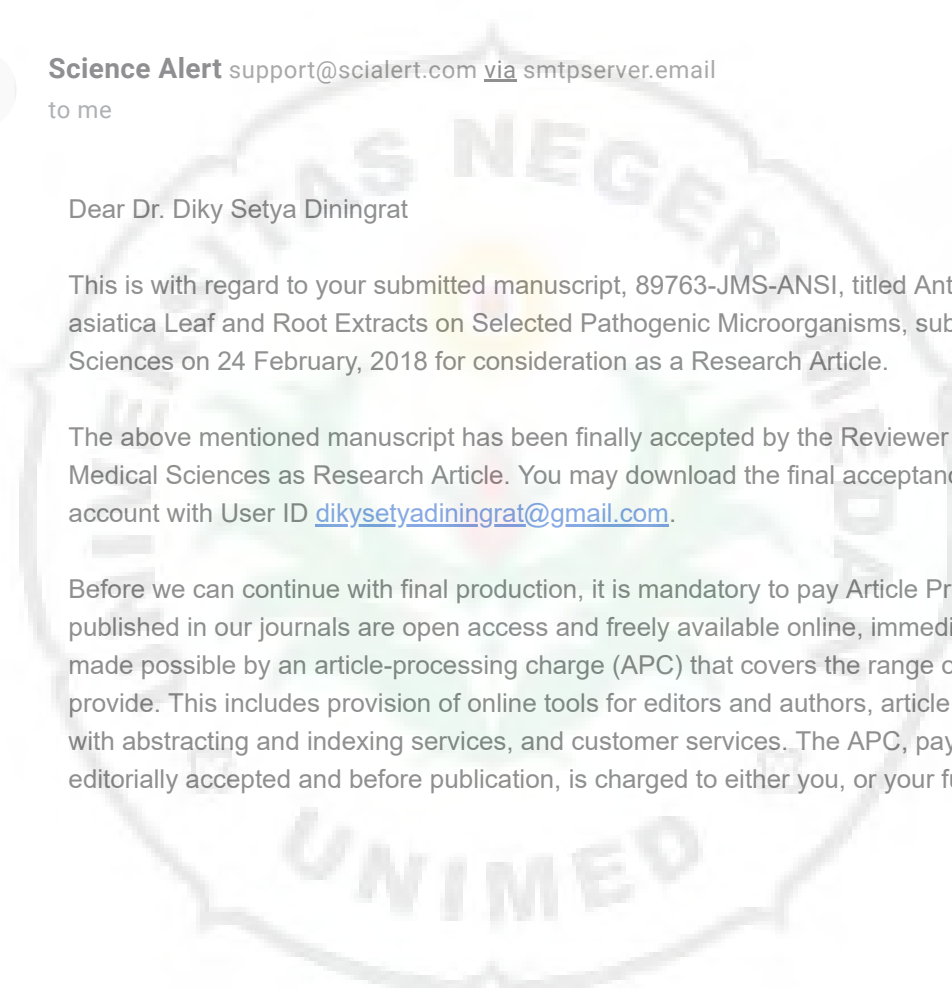 Science Alert support@scialert.com via smtpserver.email
to me
Dear Dr. Diky Setya Diningrat
This is with regard to your submitted manuscript, 89763-JMS-ANSI, titled Ant
asiatica Leaf and Root Extracts on Selected Pathogenic Microorganisms, sub
Sciences on 24 February, 2018 for consideration as a Research Article.
The above mentioned manuscript has been finally accepted by the Reviewer
Medical Sciences as Research Article. You may download the final acceptanc
account with User ID dikysetyadiningrat@gmail.com.
Before we can continue with final production, it is mandatory to pay Article Pr
published in our journals are open access and freely available online, immedi
made possible by an article-processing charge (APC) that covers the range o
provide. This includes provision of online tools for editors and authors, article
with abstracting and indexing services, and customer services. The APC, pay
editorially accepted and before publication, is charged to either you, or your fu
UNIVERSITAS NEGERI MEDAN
UNIMED